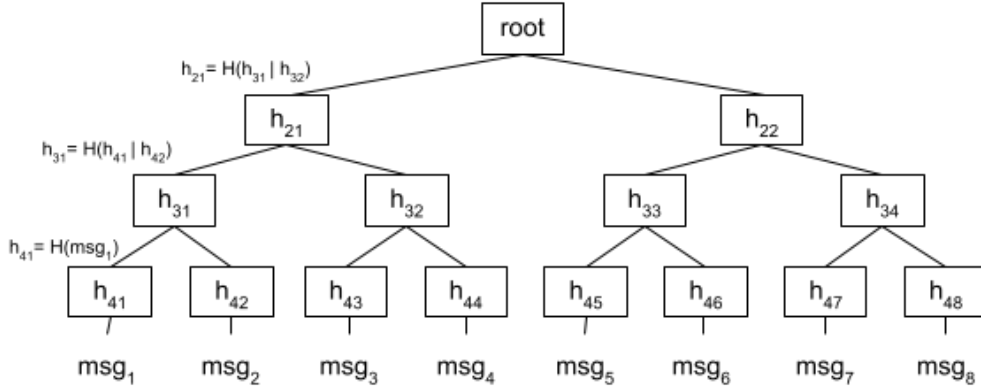 root
h₂₁= H(h₃₁ | h₃₂)
h₂₁ h₂₂
h₃₁= H(h₄₁ | h₄₂)
h₃₁ h₃₂ h₃₃ h₃₄
h₄₁= H(msg₁)
h₄₁ h₄₂ h₄₃ h₄₄ h₄₅ h₄₆ h₄₇ h₄₈
msg₁ msg₂ msg₃ msg₄ msg₅ msg₆ msg₇ msg₈